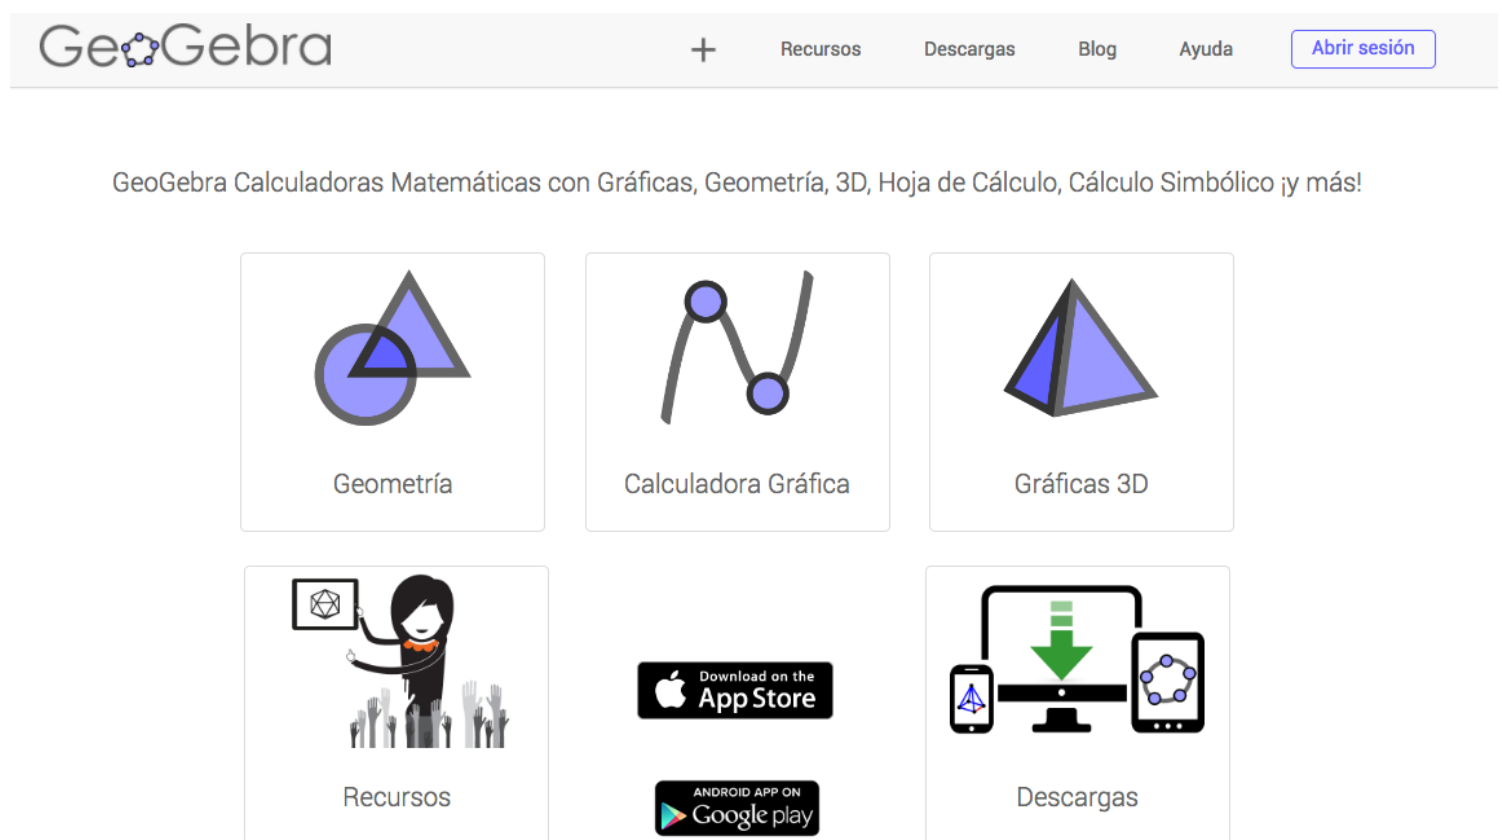 GeoGebra
+ Recursos Descargas Blog Ayuda Abrir sesión
GeoGebra Calculadoras Matemáticas con Gráficas, Geometría, 3D, Hoja de Cálculo, Cálculo Simbólico ¡y más!
Geometría
Calculadora Gráfica
Gráficas 3D
Recursos
Download on the
App Store
ANDROID APP ON
Google play
Descargas